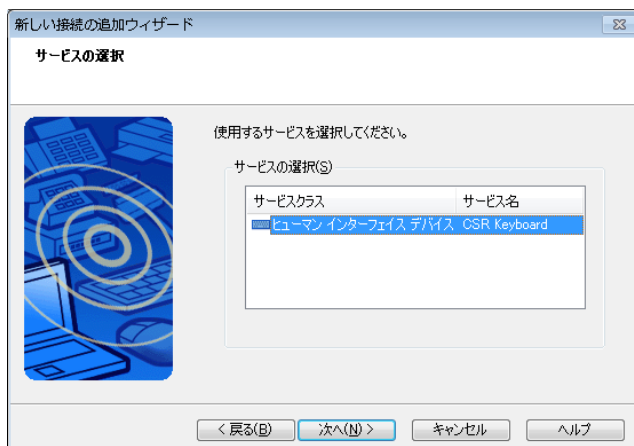 新しい接続の追加ウィザード
サービスの選択
使用するサービスを選択してください。
サービスの選択(S)
サービスクラス サービス名
ヒューマン インターフェイス デバイス CSR Keyboard
< 戻る(B) 次へ(N) > キャンセル ヘルプ